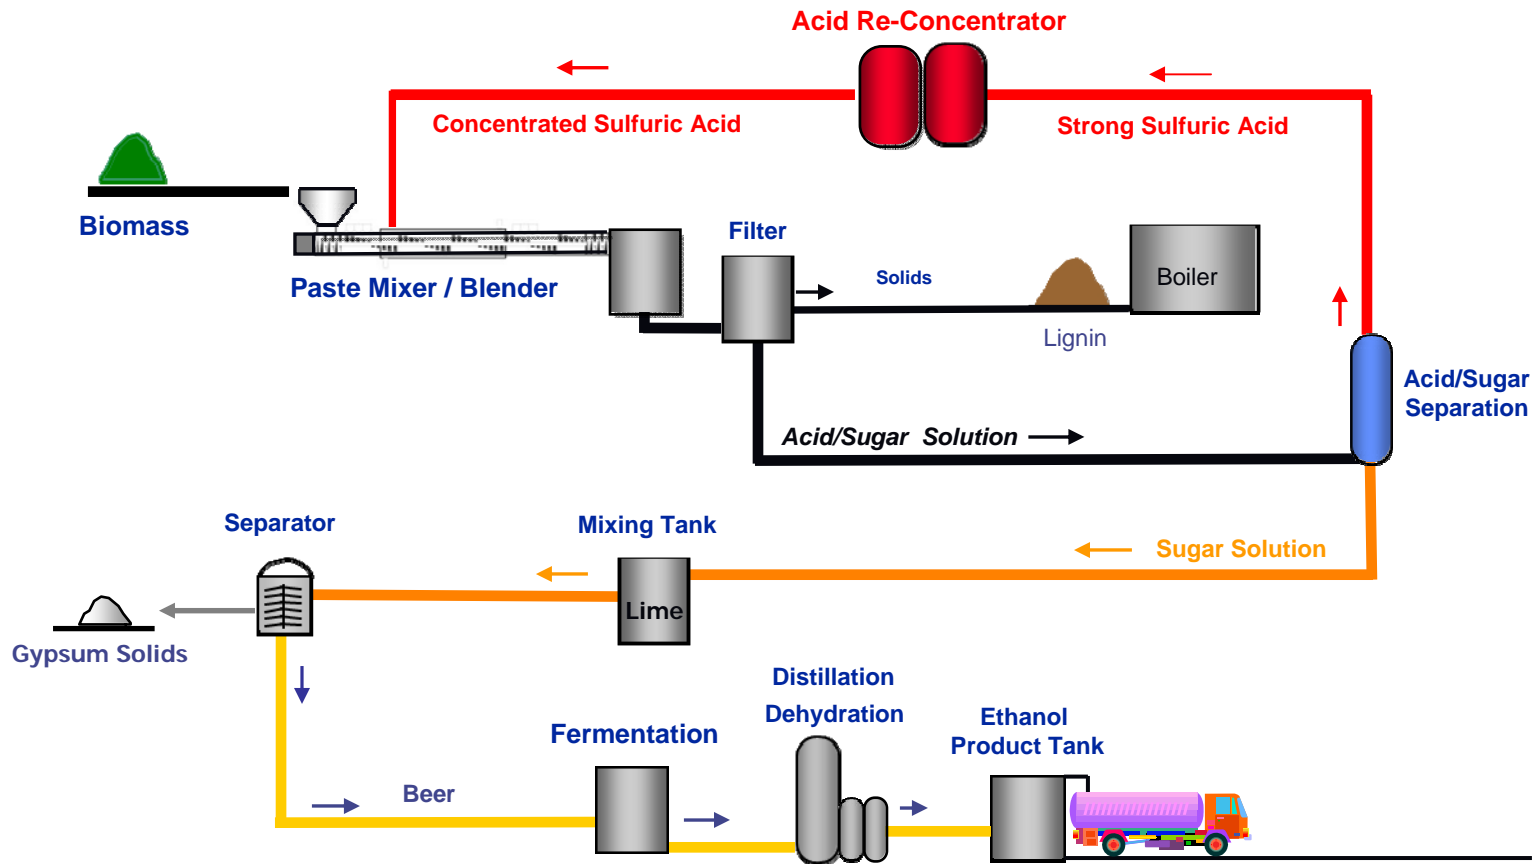 Acid Re-Concentrator
Concentrated Sulfuric Acid
Strong Sulfuric Acid
Biomass
Filter
Paste Mixer / Blender
Solids
Boiler
Lignin
Acid/Sugar
Separation
Acid/Sugar Solution
Separator
Mixing Tank
Sugar Solution
Lime
Gypsum Solids
Distillation
Dehydration
Ethanol
Product Tank
Fermentation
Beer